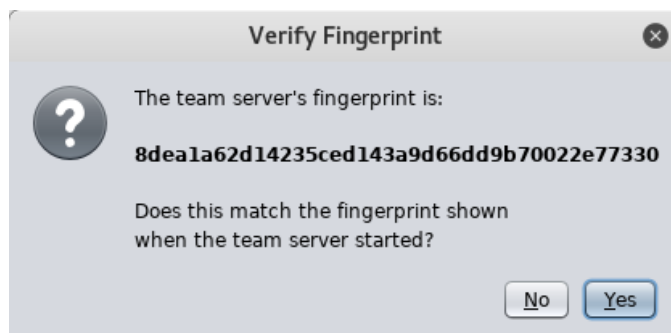 Verify Fingerprint
The team server's fingerprint is:
8dea1a62d14235ced143a9d66dd9b70022e77330
Does this match the fingerprint shown
when the team server started?
No
Yes